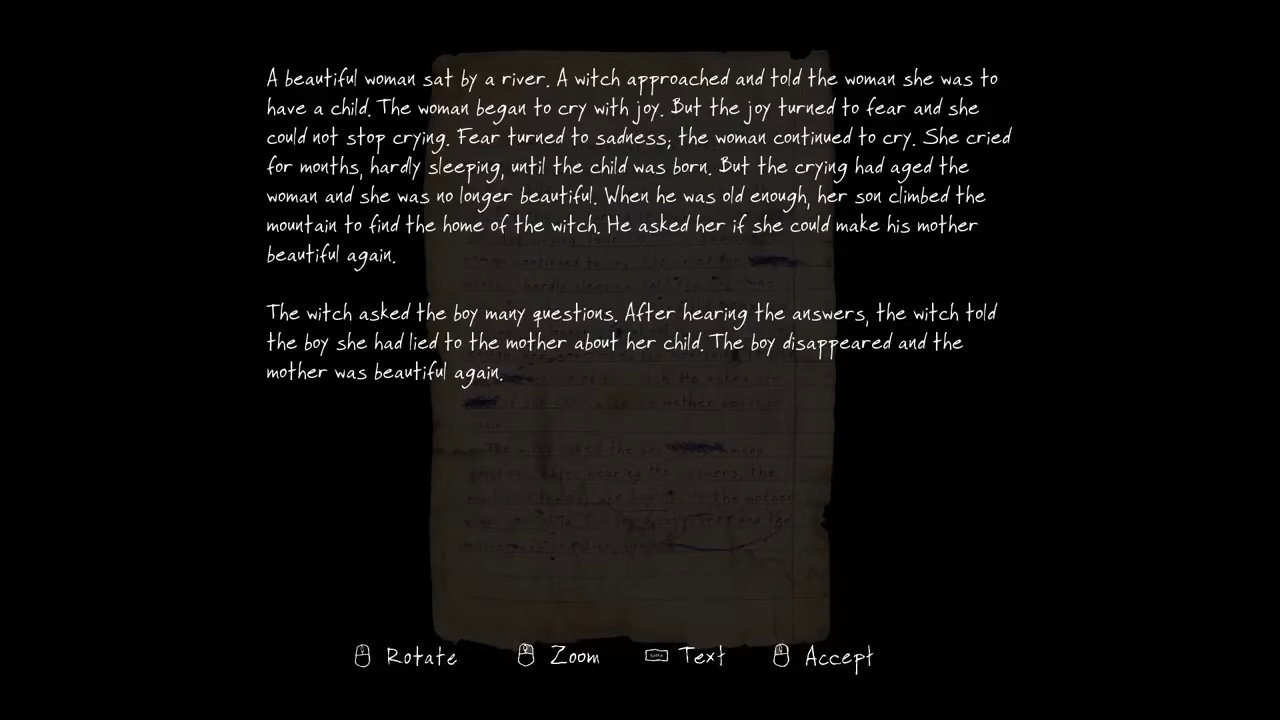 A beautiful woman sat by a river. A witch approached and told the woman she was to
have a child. The woman began to cry with joy. But the joy turned to fear and she
could not stop crying. Fear turned to sadness; the woman continued to cry. She cried
for months, hardly sleeping, until the child was born. But the crying had aged the
woman and she was no longer beautiful. When he was old enough, her son climbed the
mountain to find the home of the witch. He asked her if she could make his mother
beautiful again.
The witch asked the boy many questions. After hearing the answers, the witch told
the boy she had lied to the mother about her child. The boy disappeared and the
mother was beautiful again.
Rotate Zoom Text Accept